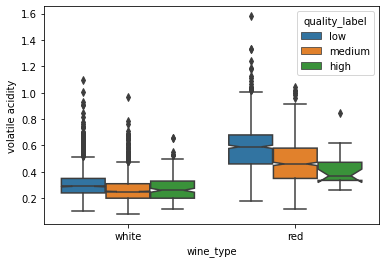 1.6
1.4
1.2
1.0
0.8
0.6
0.4
0.2
volatile acidity
quality_label
low
medium
high
white
red
wine_type